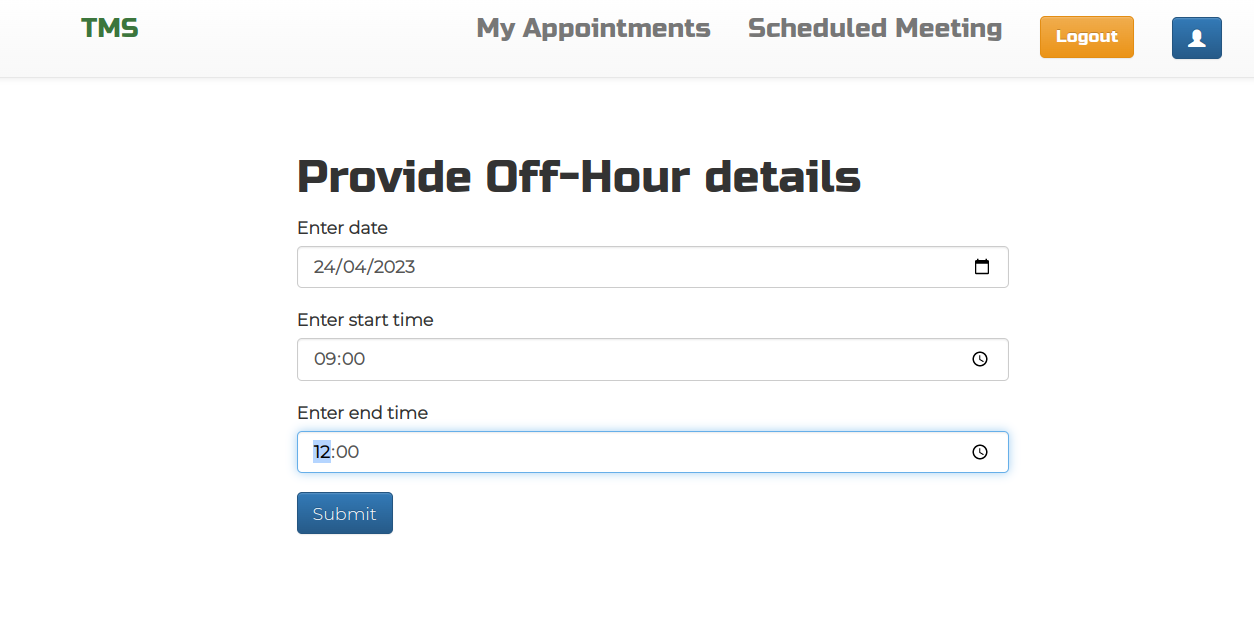 TMS My Appointments Scheduled Meeting Logout
Provide Off-Hour details
Enter date
24/04/2023
Enter start time
09:00
Enter end time
12:00
Submit